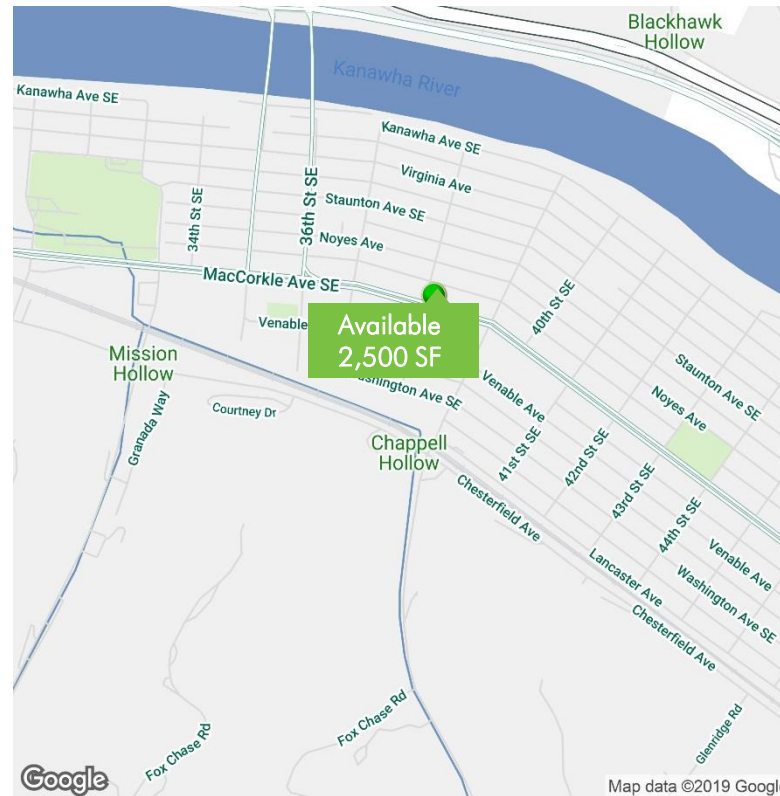 Blackhawk
Hollow
Kanawha River
Kanawha Ave SE
Kanawha Ave SE
Virginia Ave
Staunton Ave SE
34th St SE
36th St SE
Noyes Ave
MacCorkle Ave SE
40th St SE
Available
2,500 SF
Venable
Mission
Hollow
Washington Ave SE
Venable Ave
Staunton Ave SE
Noyes Ave
Granada Way
Courtney Dr
Chappell
Hollow
41st St SE
42nd St SE
43rd St SE
44th St SE
Chesterfield Ave
Venable Ave
Lancaster Ave
Washington Ave SE
Chesterfield Ave
Fox Chase Rd
Fox Chase Rd
Glenridge Rd
Google
Map data ©2019 Google